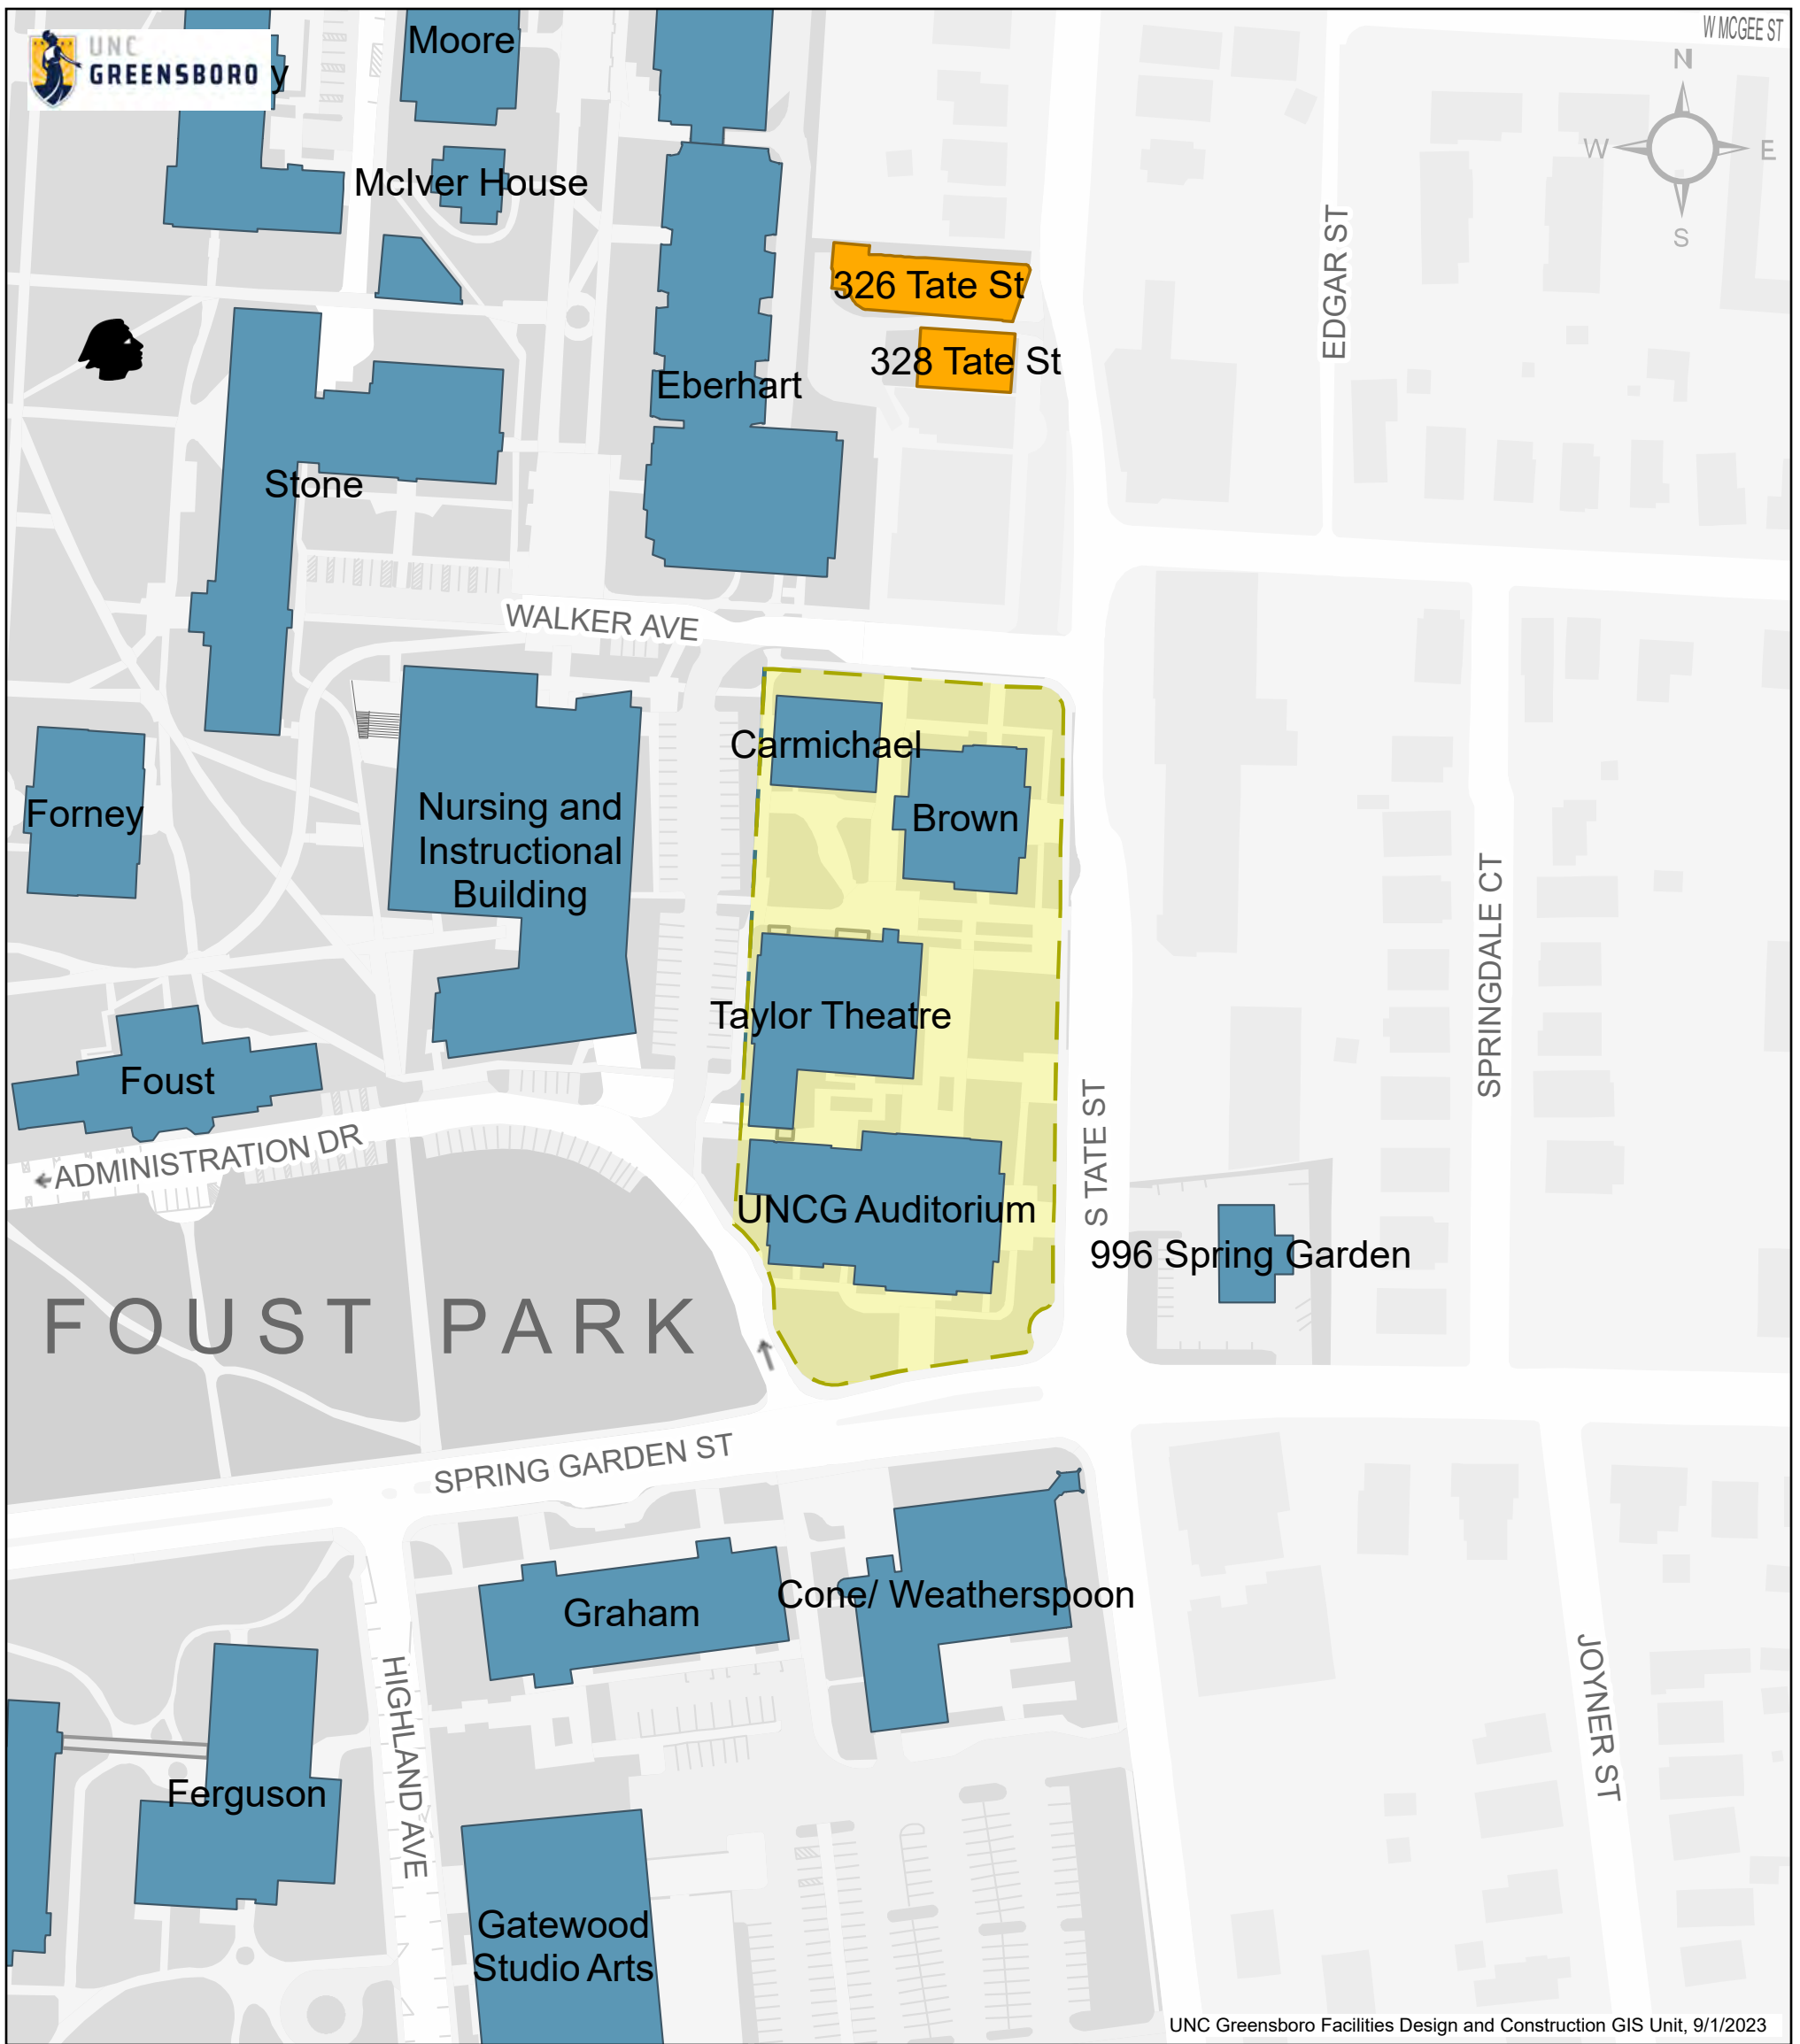 W MCGEE ST
UNC
GREENSBORO
y
Moore
N
W
E
S
McIver House
EDGAR ST
326 Tate St
328 Tate St
Eberhart
Stone
WALKER AVE
Carmichael
Forney
Nursing and
Instructional
Building
Brown
SPRINGDALE CT
Taylor Theatre
Foust
ADMINISTRATION DR
S TATE ST
UNCG Auditorium
996 Spring Garden
FOUST PARK
SPRING GARDEN ST
Graham
Cone/ Weatherspoon
HIGHLAND AVE
JOYNER ST
Ferguson
Gatewood
Studio Arts
UNC Greensboro Facilities Design and Construction GIS Unit, 9/1/2023